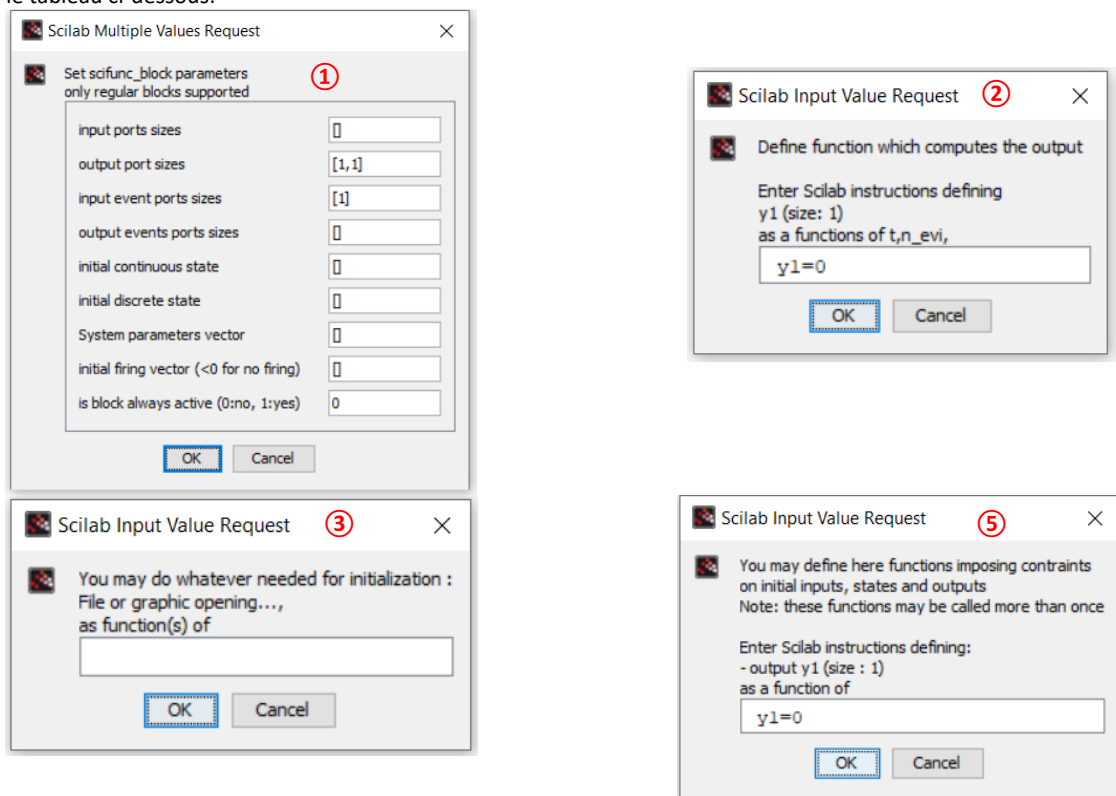 le tableau ci-dessous.
Scilab Multiple Values Request
①
Set scifunc_block parameters
only regular blocks supported
input ports sizes []
output port sizes [1,1]
input event ports sizes [1]
output events ports sizes []
initial continuous state []
initial discrete state []
System parameters vector []
initial firing vector (<0 for no firing) []
is block always active (0:no, 1:yes) 0
OK Cancel
Scilab Input Value Request ②
Define function which computes the output
Enter Scilab instructions defining
y1 (size: 1)
as a functions of t,n_evi,
y1=0
OK Cancel
Scilab Input Value Request ③
You may do whatever needed for initialization :
File or graphic opening...,
as function(s) of
OK Cancel
Scilab Input Value Request ⑤
You may define here functions imposing contraints
on initial inputs, states and outputs
Note: these functions may be called more than once
Enter Scilab instructions defining:
- output y1 (size : 1)
as a function of
y1=0
OK Cancel